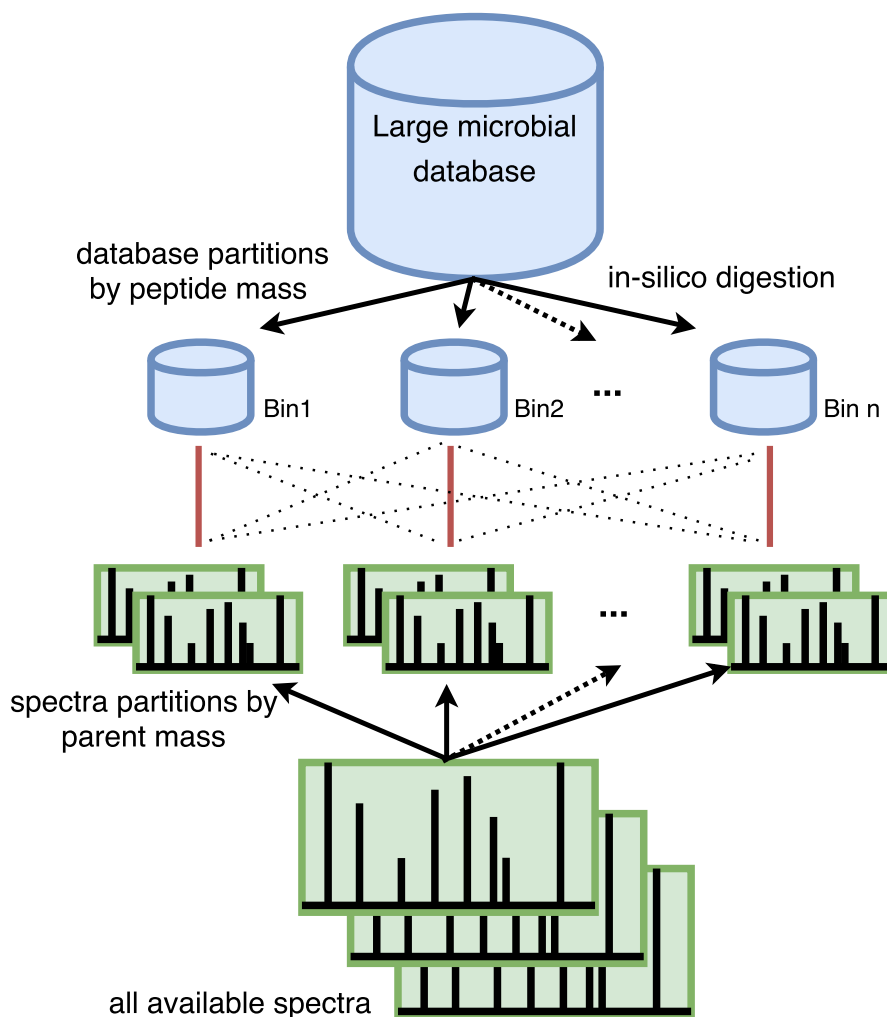 Large microbial
database
database partitions
by peptide mass
in-silico digestion
Bin1
Bin2
...
Bin n
...
spectra partitions by
parent mass
all available spectra